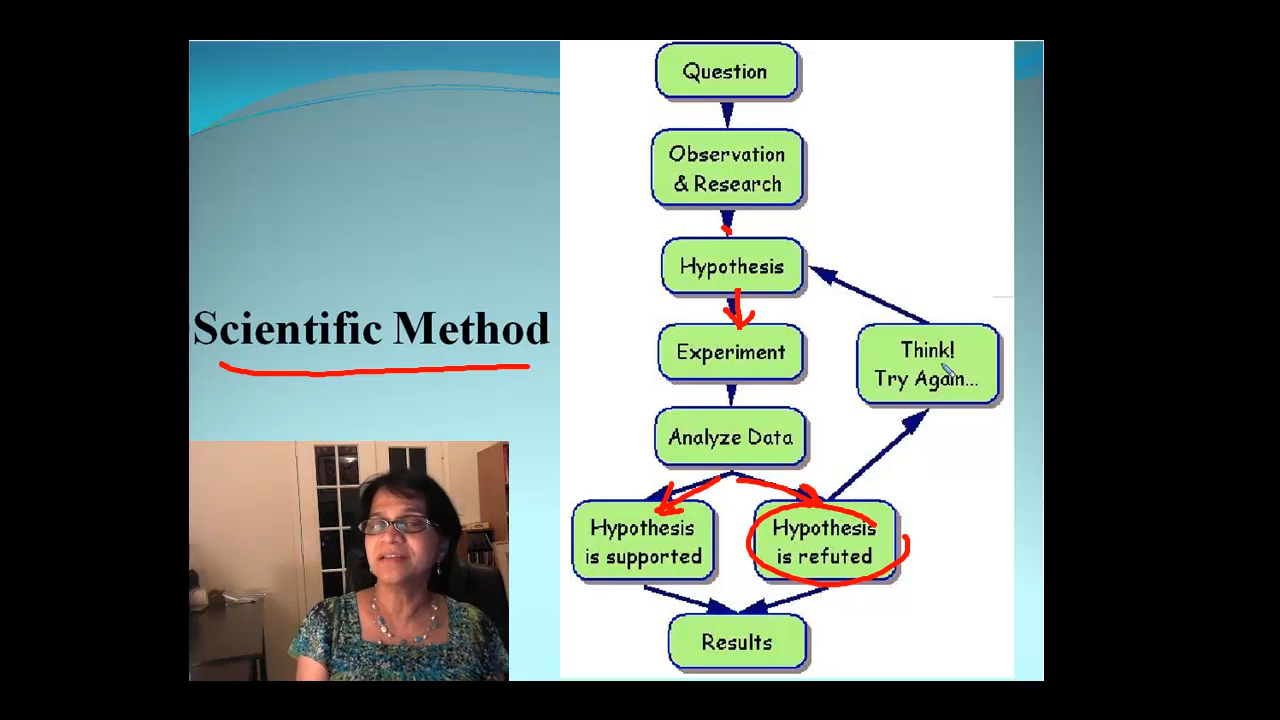 Scientific Method
Question
Observation
& Research
Hypothesis
Experiment
Think!
Try Again...
Analyze Data
Hypothesis
is supported
Hypothesis
is refuted
Results